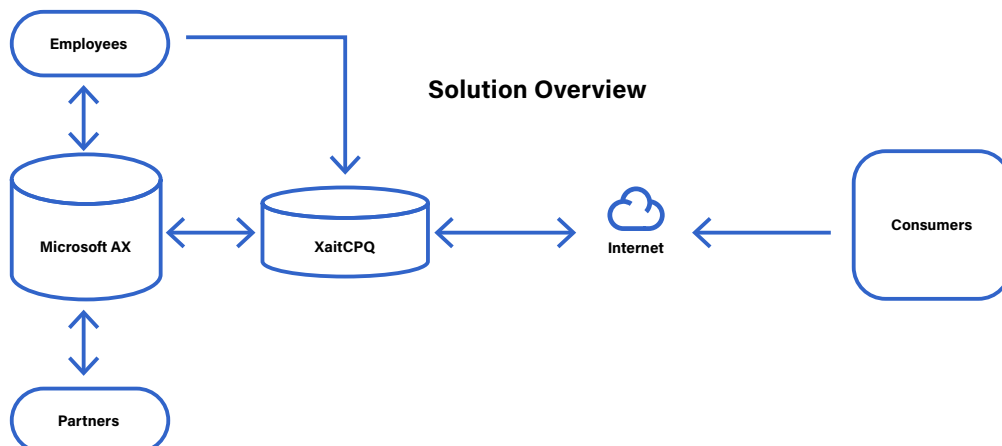 Employees
Solution Overview
Microsoft AX
XaitCPQ
Internet
Consumers
Partners